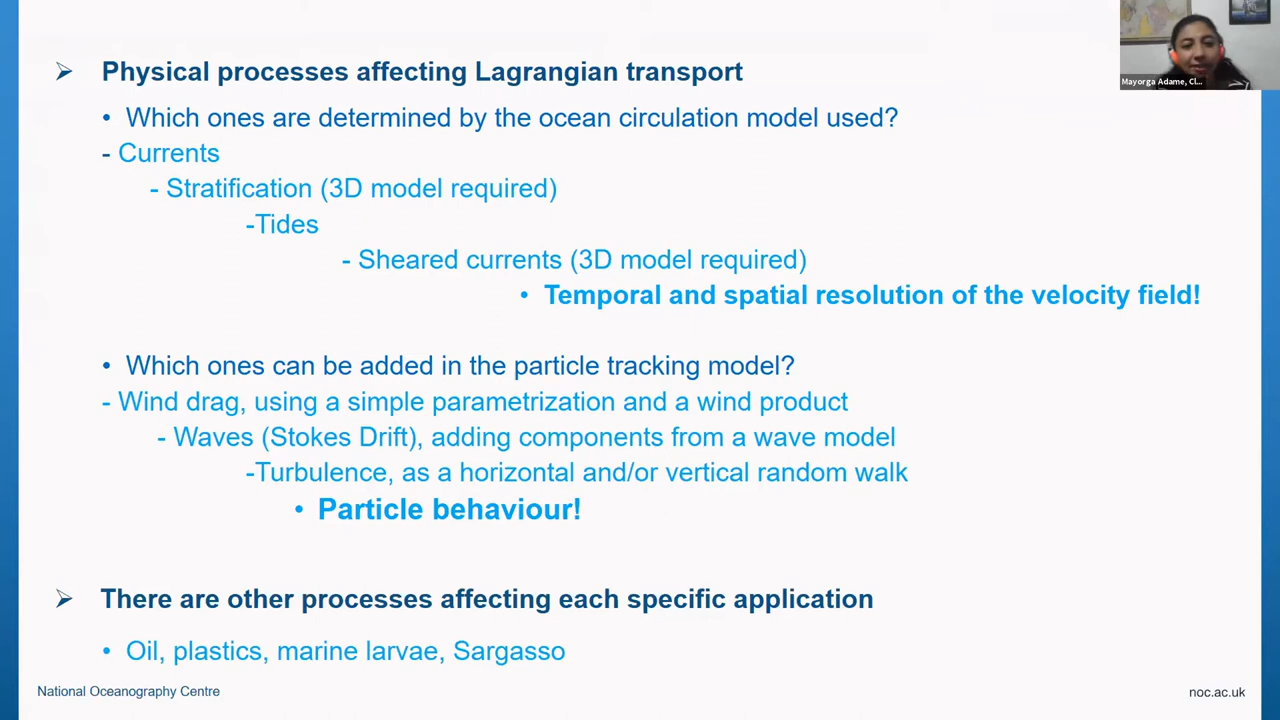 Physical processes affecting Lagrangian transport
Mayorga Adame, Cl...
• Which ones are determined by the ocean circulation model used?
- Currents
- Stratification (3D model required)
-Tides
- Sheared currents (3D model required)
• Temporal and spatial resolution of the velocity field!
• Which ones can be added in the particle tracking model?
- Wind drag, using a simple parametrization and a wind product
- Waves (Stokes Drift), adding components from a wave model
-Turbulence, as a horizontal and/or vertical random walk
• Particle behaviour!
There are other processes affecting each specific application
• Oil, plastics, marine larvae, Sargasso
National Oceanography Centre
noc.ac.uk